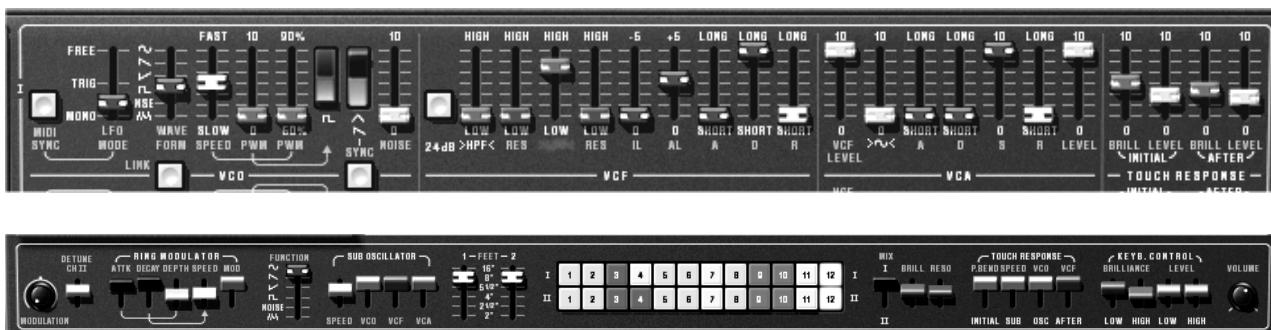 FAST 10 90% 10 HIGH HIGH HIGH HIGH -5 +5 LONG LONG LONG 10 10 LONG LONG 10 LONG 10 10 10 10 10
FREE
TRIG
I
MONO NSE
0 60% 0 LOW LOW LOW LOW 0 0 SHORT SHORT SHORT 0 0 SHORT SHORT 0 SHORT 0 0 0 0 0
MIDI SYNC LFO MODE WAVE FORM SLOW SPEED PWM PWM SYNC NOISE 24dB >HPF< RES RES IL AL A D R VCF LEVEL A D S R LEVEL BRILL LEVEL BRILL LEVEL
INITIAL AFTER
LINK VCO VCF VCA TOUCH RESPONSE
VCF INITIAL AFTER
DETUNE CH II RING MODULATOR FUNCTION SUB OSCILLATOR 1 - FEET - 2 MIX TOUCH RESPONSE KEYB. CONTROL
ATTK DECAY DEPTH SPEED MOD 16' I BRILL RESO P.BEND SPEED VCO VCF BRILLIANCE LEVEL VOLUME
8'
I 1 2 3 4 5 6 7 8 9 10 11 12 I
5 1/3'
4'
II 1 2 3 4 5 6 7 8 9 10 11 12 II
NOISE 2 1/2'
2'
MODULATION SPEED VCO VCF VCA II INITIAL SUB OSC AFTER LOW HIGH LOW HIGH